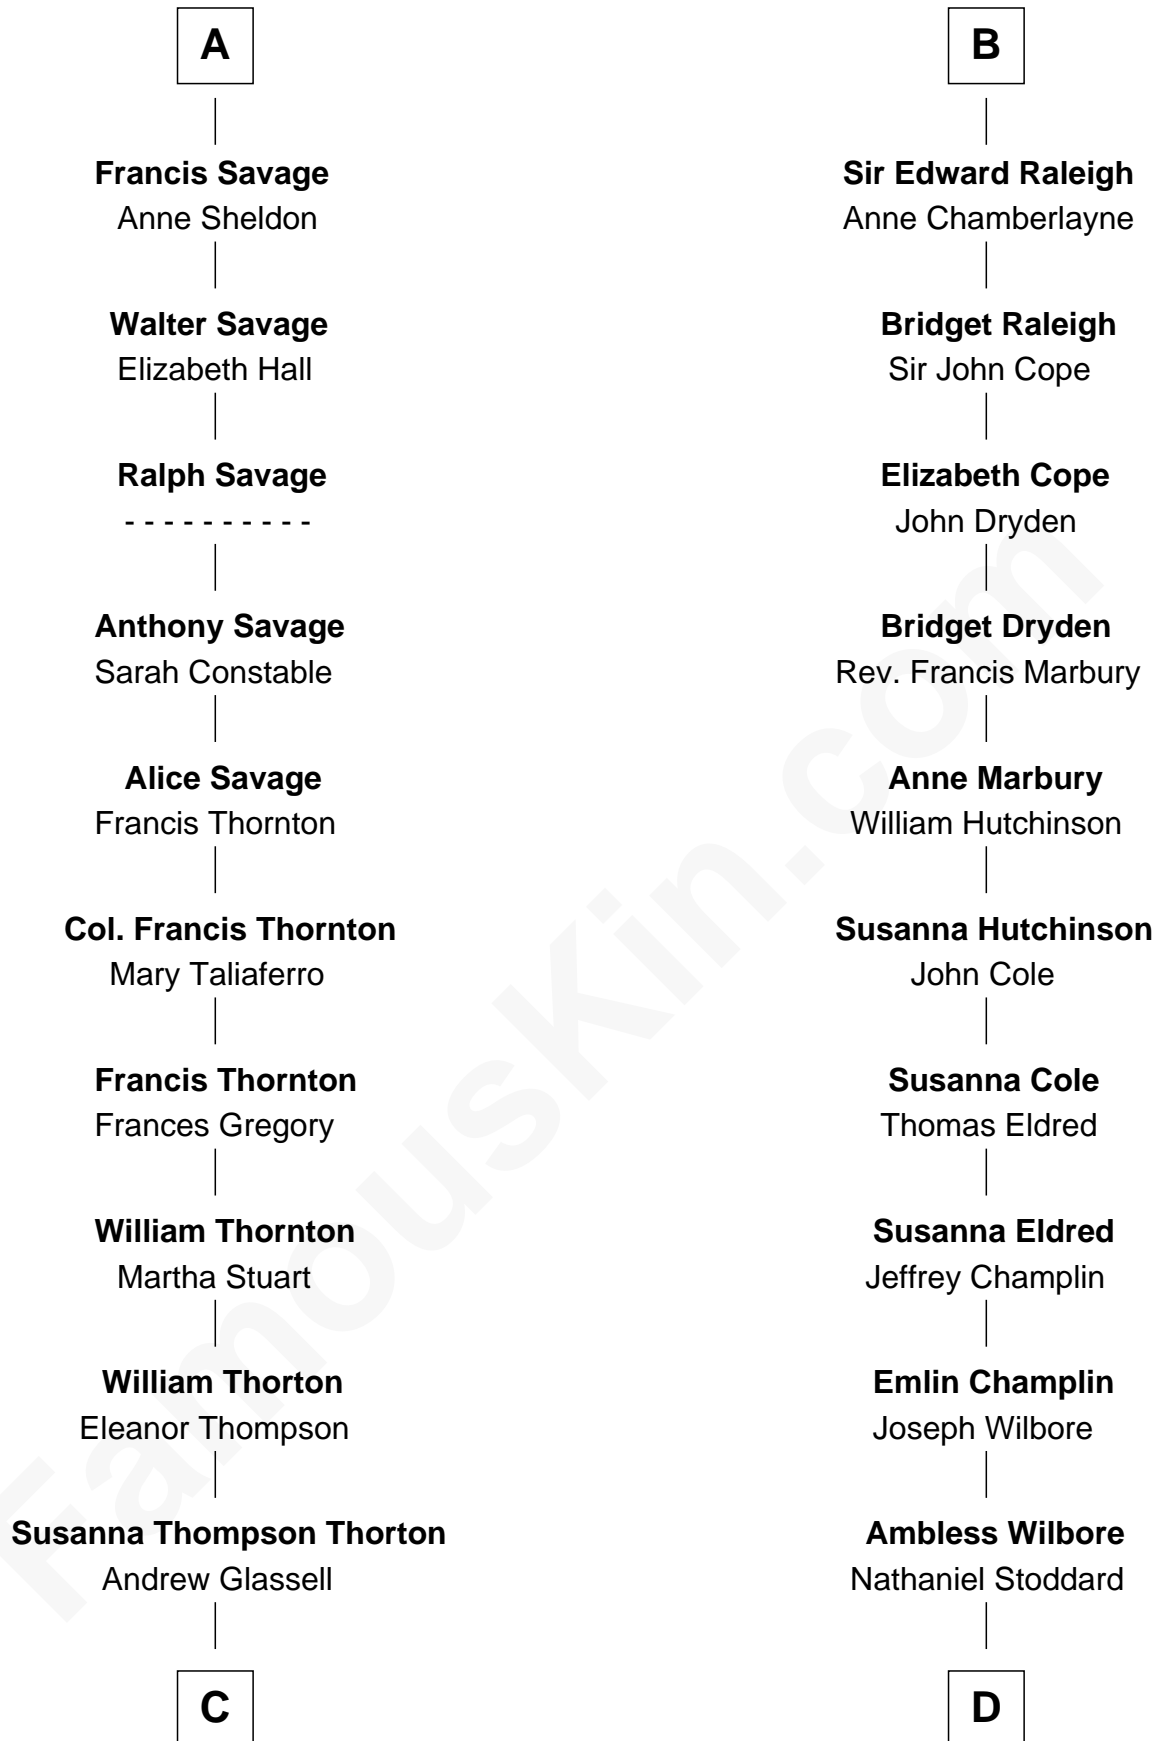 A
Francis Savage
Anne Sheldon
Walter Savage
Elizabeth Hall
Ralph Savage
- - - - - - - - - -
Anthony Savage
Sarah Constable
Alice Savage
Francis Thornton
Col. Francis Thornton
Mary Taliaferro
Francis Thornton
Frances Gregory
William Thornton
Martha Stuart
William Thorton
Eleanor Thompson
Susanna Thompson Thorton
Andrew Glassell
C
B
Sir Edward Raleigh
Anne Chamberlayne
Bridget Raleigh
Sir John Cope
Elizabeth Cope
John Dryden
Bridget Dryden
Rev. Francis Marbury
Anne Marbury
William Hutchinson
Susanna Hutchinson
John Cole
Susanna Cole
Thomas Eldred
Susanna Eldred
Jeffrey Champlin
Emlin Champlin
Joseph Wilbore
Ambless Wilbore
Nathaniel Stoddard
D
FamousKin.com